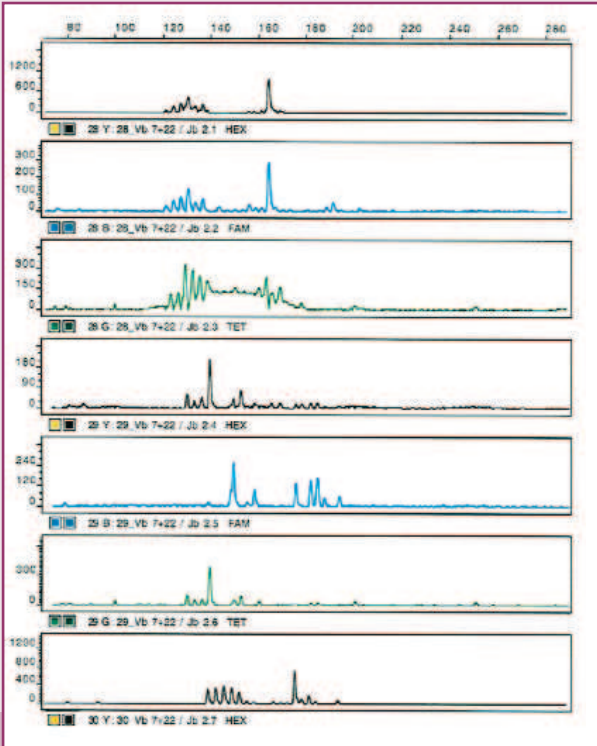 80 100 120 140 160 180 200 220 240 260 280
1200
600
0
28 Y: 28_Vb 7+22 / Jb 2.1 HEX
300
200
100
0
28 B: 28_Vb 7+22 / Jb 2.2 FAM
300
150
0
28 G: 28_Vb 7+22 / Jb 2.3 TET
180
90
0
29 Y: 29_Vb 7+22 / Jb 2.4 HEX
240
120
0
29 B: 29_Vb 7+22 / Jb 2.5 FAM
300
0
29 G: 29_Vb 7+22 / Jb 2.6 TET
1200
800
400
0
30 Y: 30 Vb 7+22 / Jb 2.7 HEX